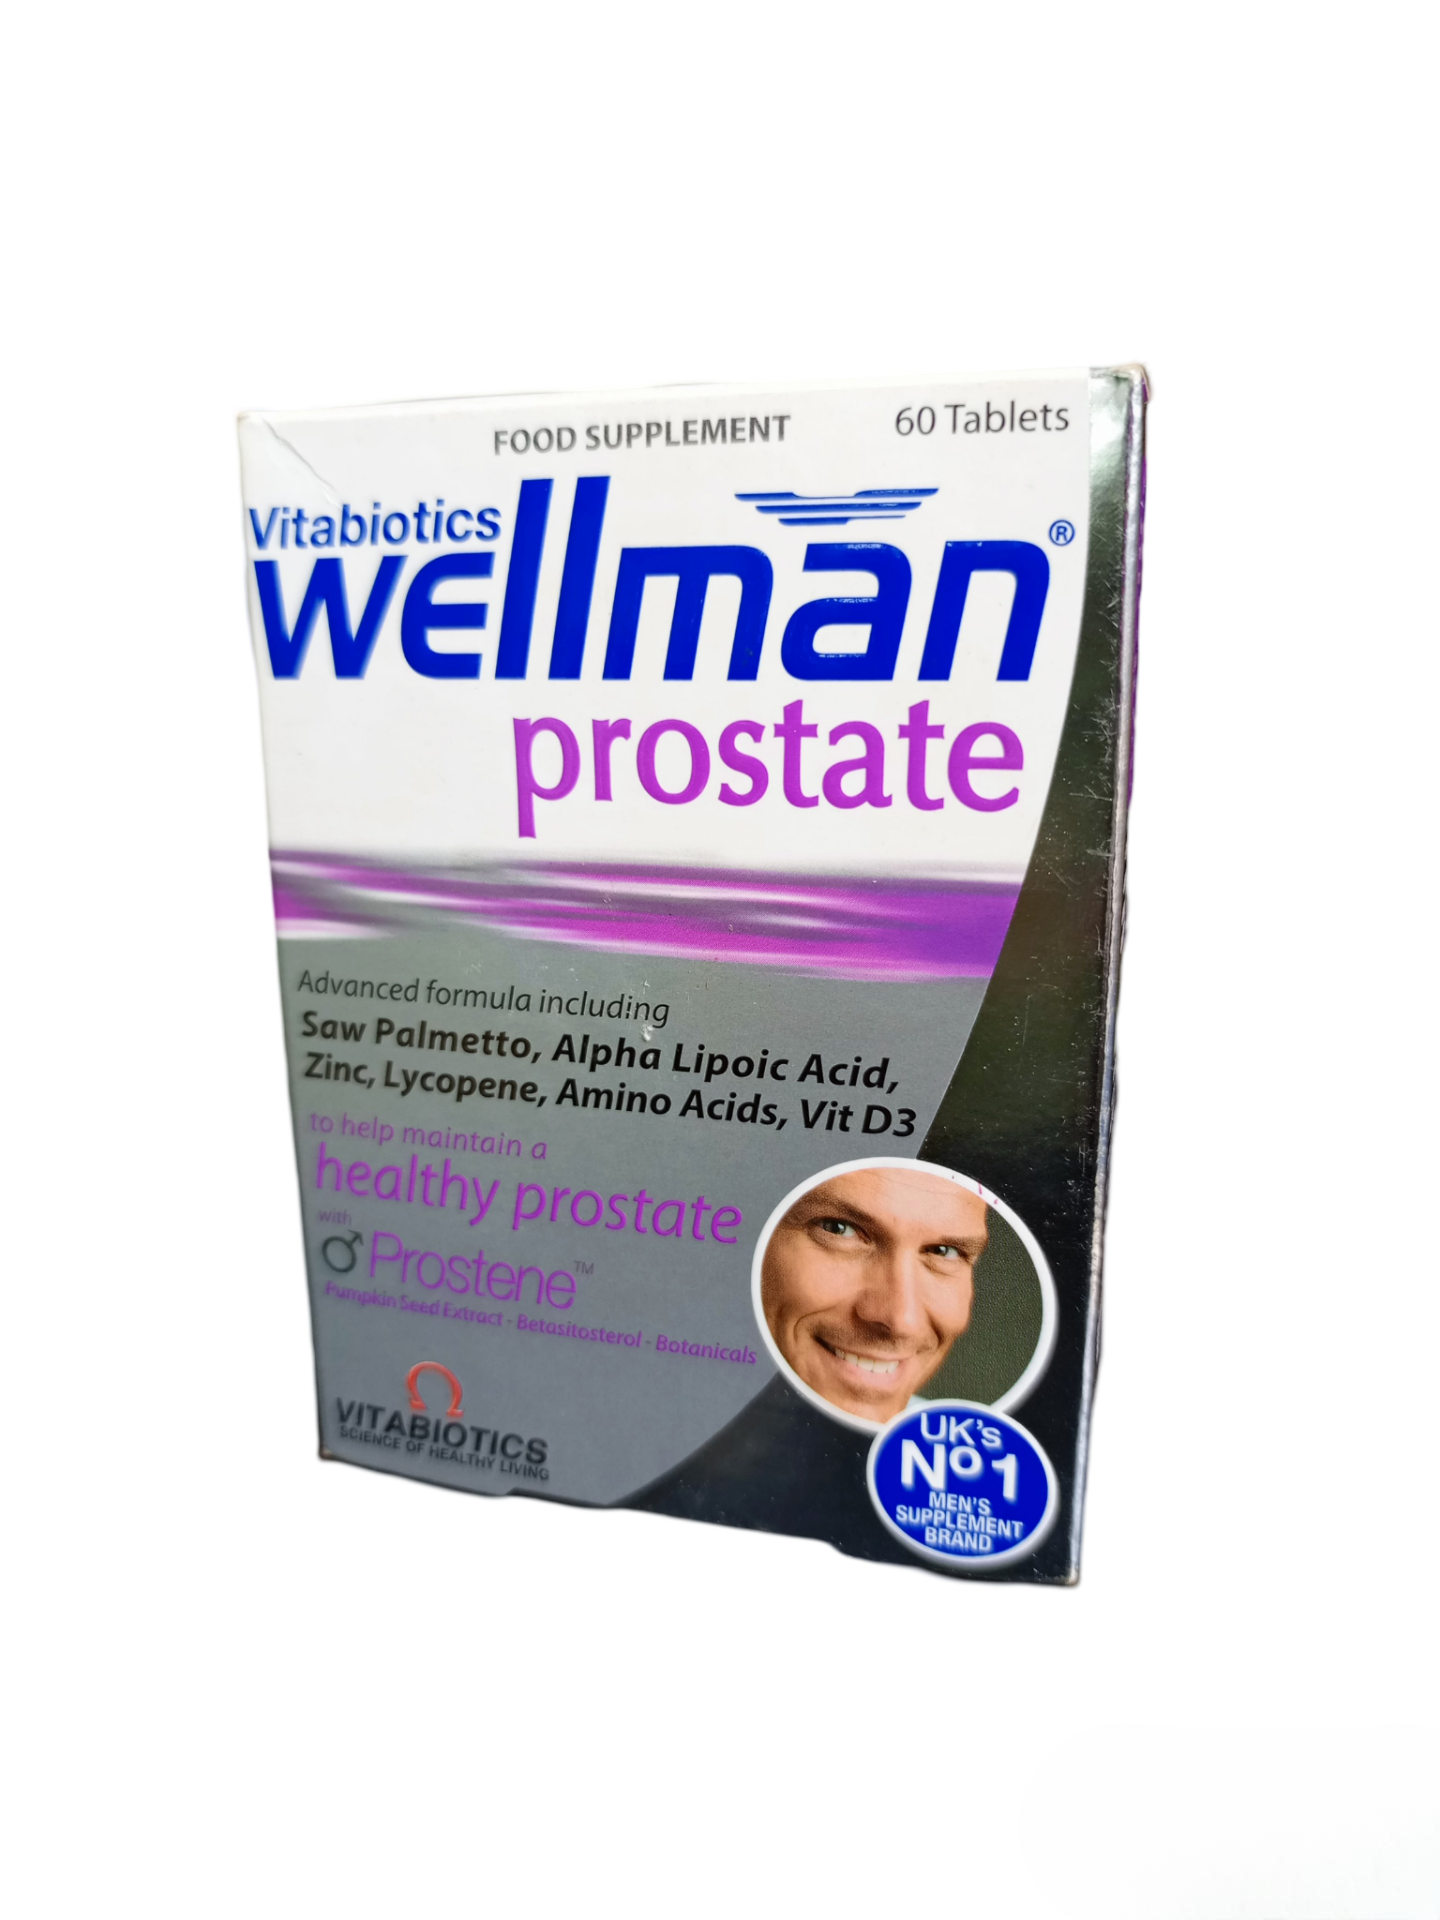 FOOD SUPPLEMENT
60 Tablets
Vitabiotics
wellman®
prostate
Advanced formula including
Saw Palmetto, Alpha Lipoic Acid,
Zinc, Lycopene, Amino Acids, Vit D3
to help maintain a
healthy prostate
with
Prostene™
Pumpkin Seed Extract - Betasitosterol - Botanicals
VITABIOTICS
SCIENCE OF HEALTHY LIVING
UK's
No1
MEN'S
SUPPLEMENT
BRAND